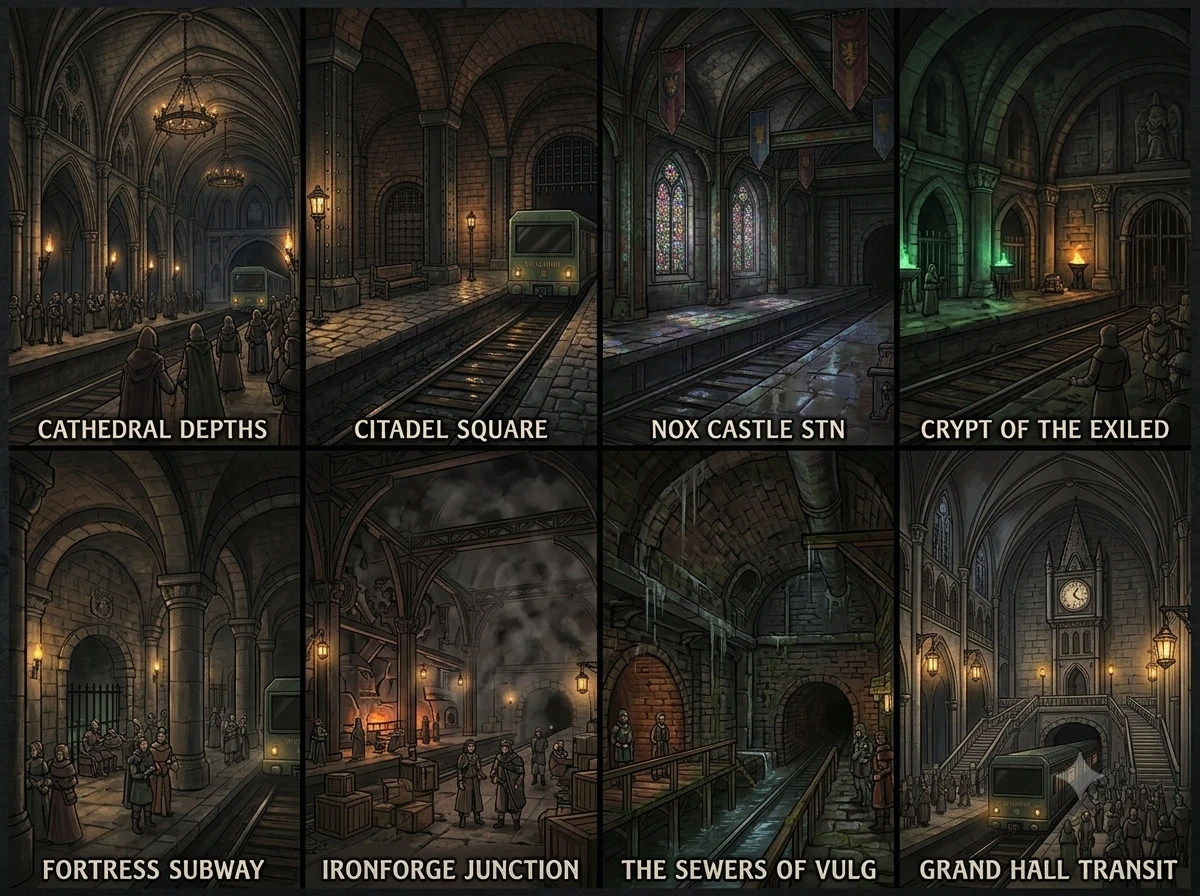 CATHEDRAL DEPTHS
CITADEL SQUARE
NOX CASTLE STN
CRYPT OF THE EXILED
FORTRESS SUBWAY
IRONFORGE JUNCTION
THE SEWERS OF VULG
GRAND HALL TRANSIT